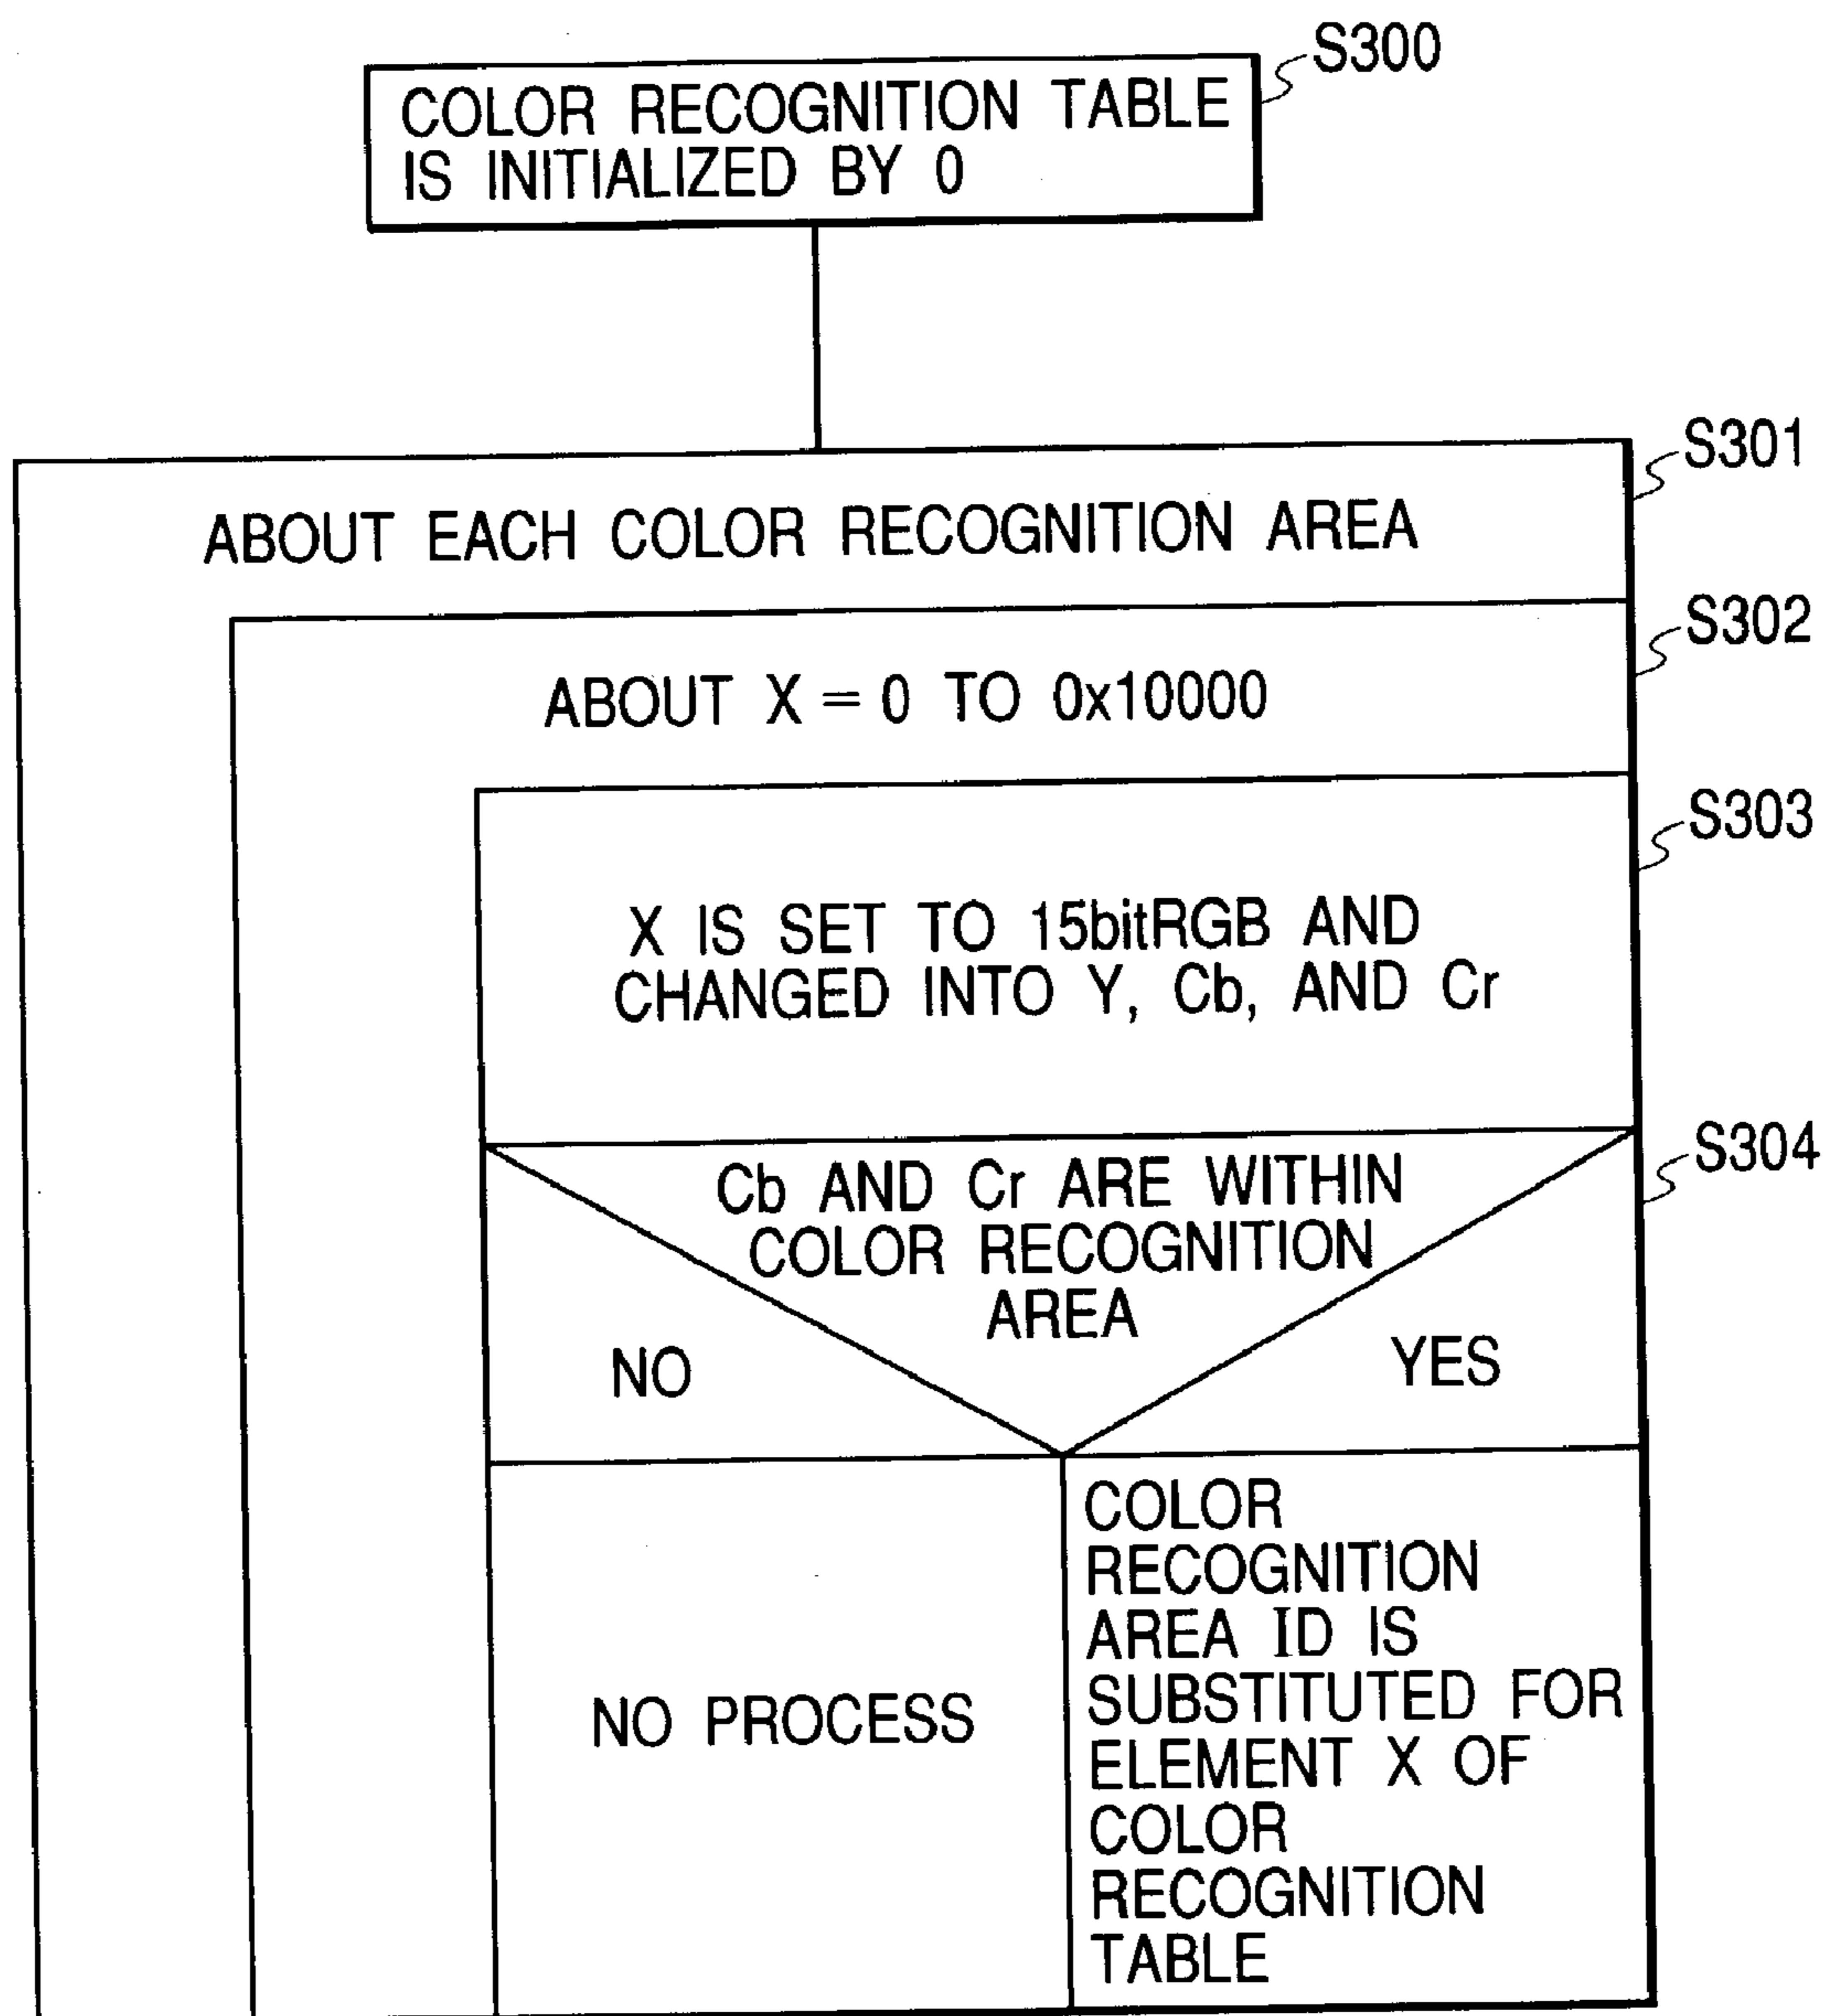 S300
COLOR RECOGNITION TABLE
IS INITIALIZED BY 0
S301
ABOUT EACH COLOR RECOGNITION AREA
S302
ABOUT X = 0 TO 0x10000
S303
X IS SET TO 15bitRGB AND
CHANGED INTO Y, Cb, AND Cr
S304
Cb AND Cr ARE WITHIN
COLOR RECOGNITION
AREA
NO
YES
NO PROCESS
COLOR
RECOGNITION
AREA ID IS
SUBSTITUTED FOR
ELEMENT X OF
COLOR
RECOGNITION
TABLE